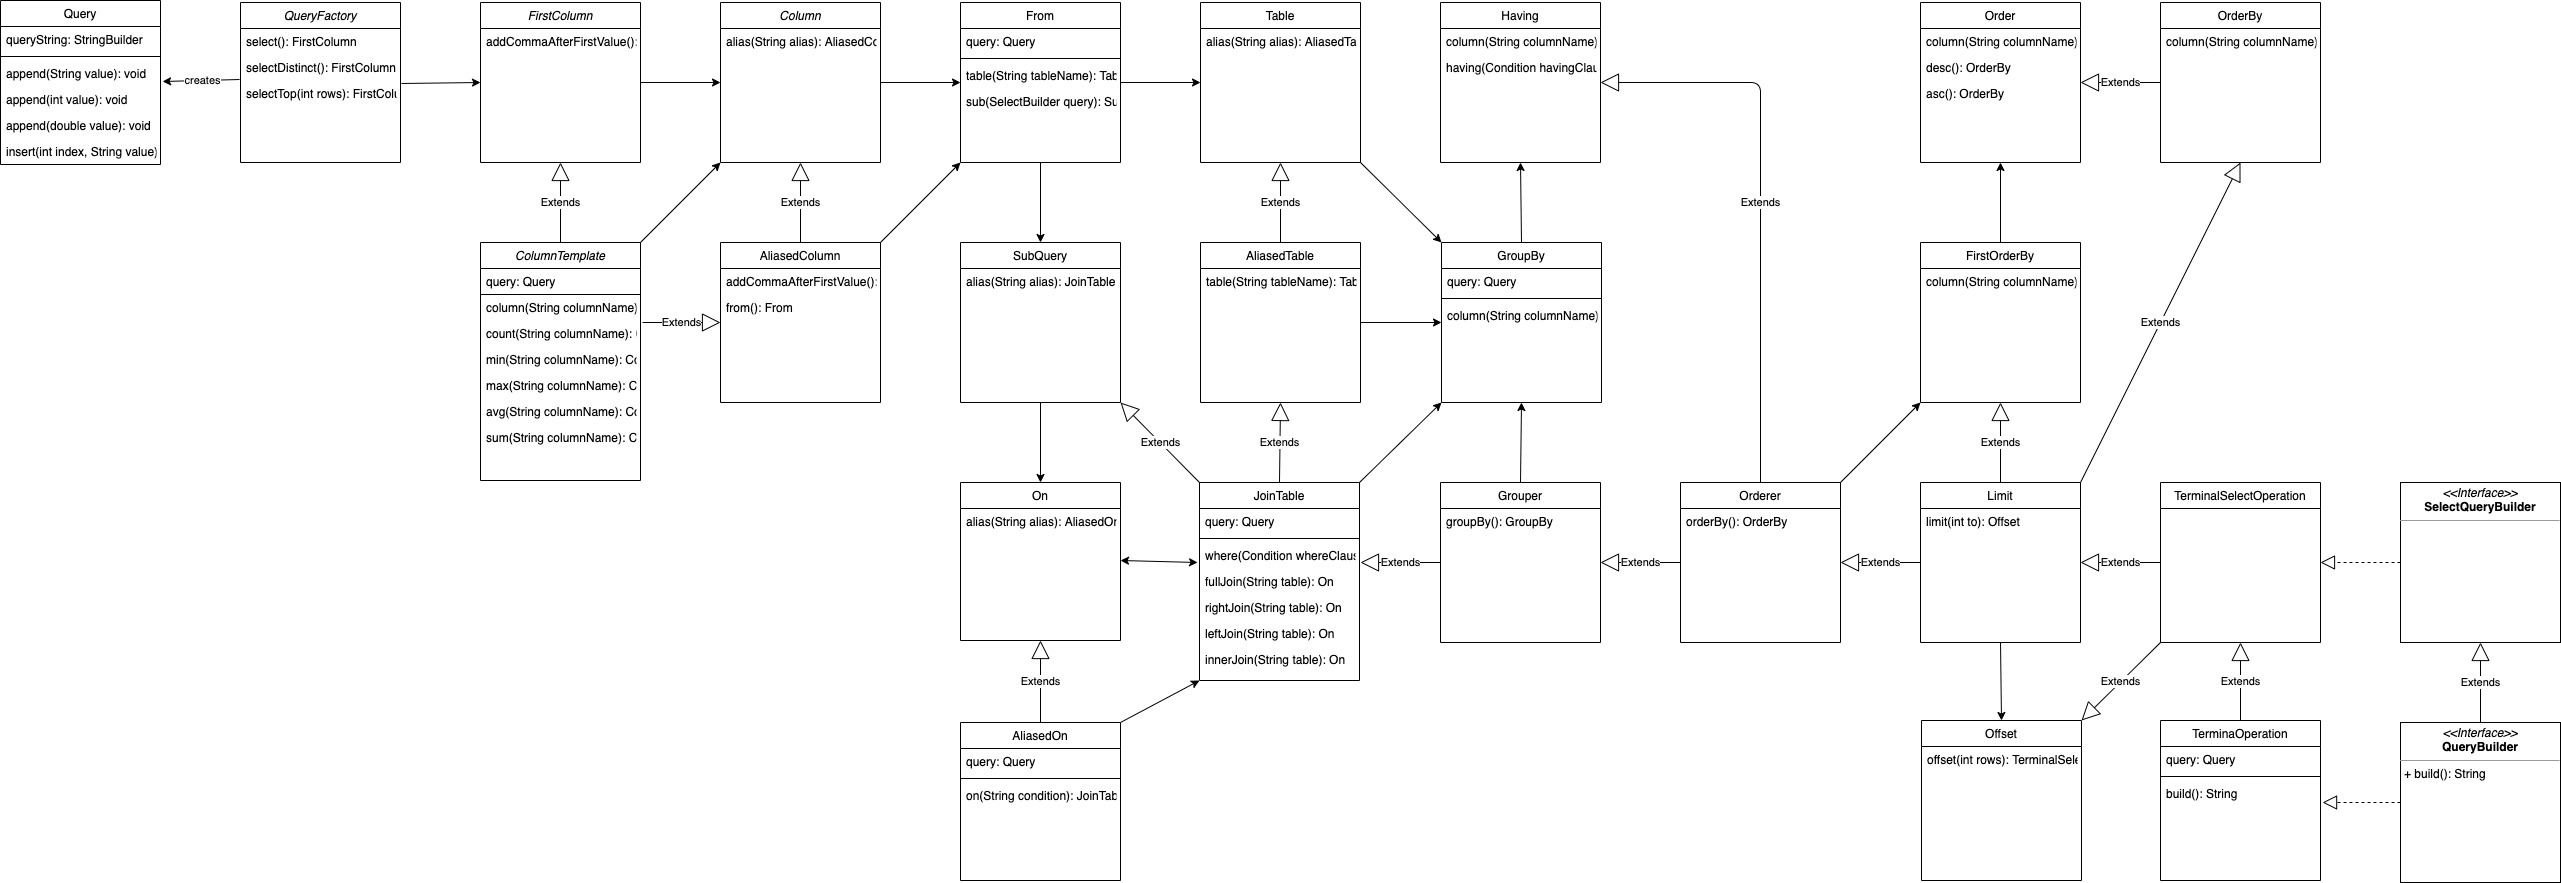 Query
queryString: StringBuilder
append(String value): void
append(int value): void
append(double value): void
insert(int index, String value)
creates
QueryFactory
select(): FirstColumn
selectDistinct(): FirstColumn
selectTop(int rows): FirstColu
FirstColumn
addCommaAfterFirstValue():
Extends
ColumnTemplate
query: Query
column(String columnName)
count(String columnName):
min(String columnName): Co
max(String columnName): C
avg(String columnName): Co
sum(String columnName): C
Extends
Column
alias(String alias): AliasedCo
Extends
AliasedColumn
addCommaAfterFirstValue():
from(): From
From
query: Query
table(String tableName): Tab
sub(SelectBuilder query): Su
SubQuery
alias(String alias): JoinTable
Extends
On
alias(String alias): AliasedOn
Extends
AliasedOn
query: Query
on(String condition): JoinTab
Table
alias(String alias): AliasedTa
Extends
AliasedTable
table(String tableName): Tab
Extends
JoinTable
query: Query
where(Condition whereClaus
fullJoin(String table): On
rightJoin(String table): On
leftJoin(String table): On
innerJoin(String table): On
Extends
Having
column(String columnName)
having(Condition havingClau
GroupBy
query: Query
column(String columnName)
Grouper
groupBy(): GroupBy
Extends
Extends
Orderer
orderBy(): OrderBy
Extends
Order
column(String columnName)
desc(): OrderBy
asc(): OrderBy
Extends
FirstOrderBy
column(String columnName)
Extends
Limit
limit(int to): Offset
Extends
Offset
offset(int rows): TerminalSele
Extends
OrderBy
column(String columnName)
Extends
TerminalSelectOperation
Extends
TerminaOperation
query: Query
build(): String
<<Interface>>
SelectQueryBuilder
Extends
<<Interface>>
QueryBuilder
+ build(): String